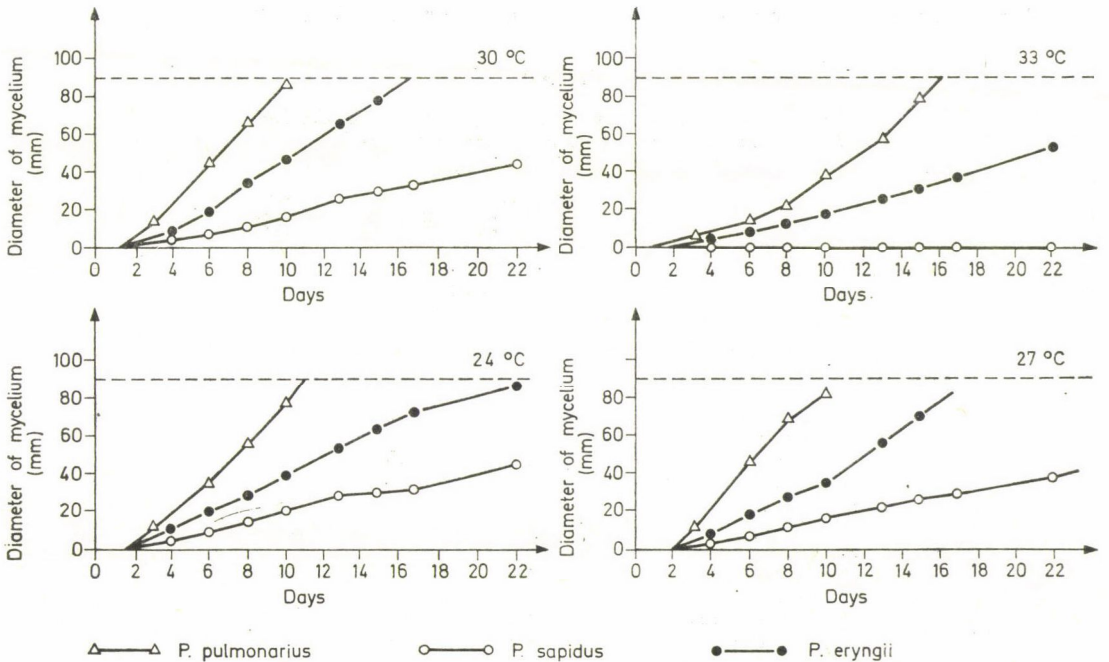 30 °C
Diameter of mycelium
(mm)
100
80
60
40
20
0
0 2 4 6 8 10 12 14 16 18 20 22
Days
33 °C
Diameter of mycelium
(mm)
100
80
60
40
20
0
0 2 4 6 8 10 12 14 16 18 20 22
Days
24 °C
Diameter of mycelium
(mm)
100
80
60
40
20
0
0 2 4 6 8 10 12 14 16 18 20 22
Days
27 °C
Diameter of mycelium
(mm)
80
60
40
20
0
0 2 4 6 8 10 12 14 16 18 20 22
Days
P. pulmonarius
P. sapidus
P. eryngii